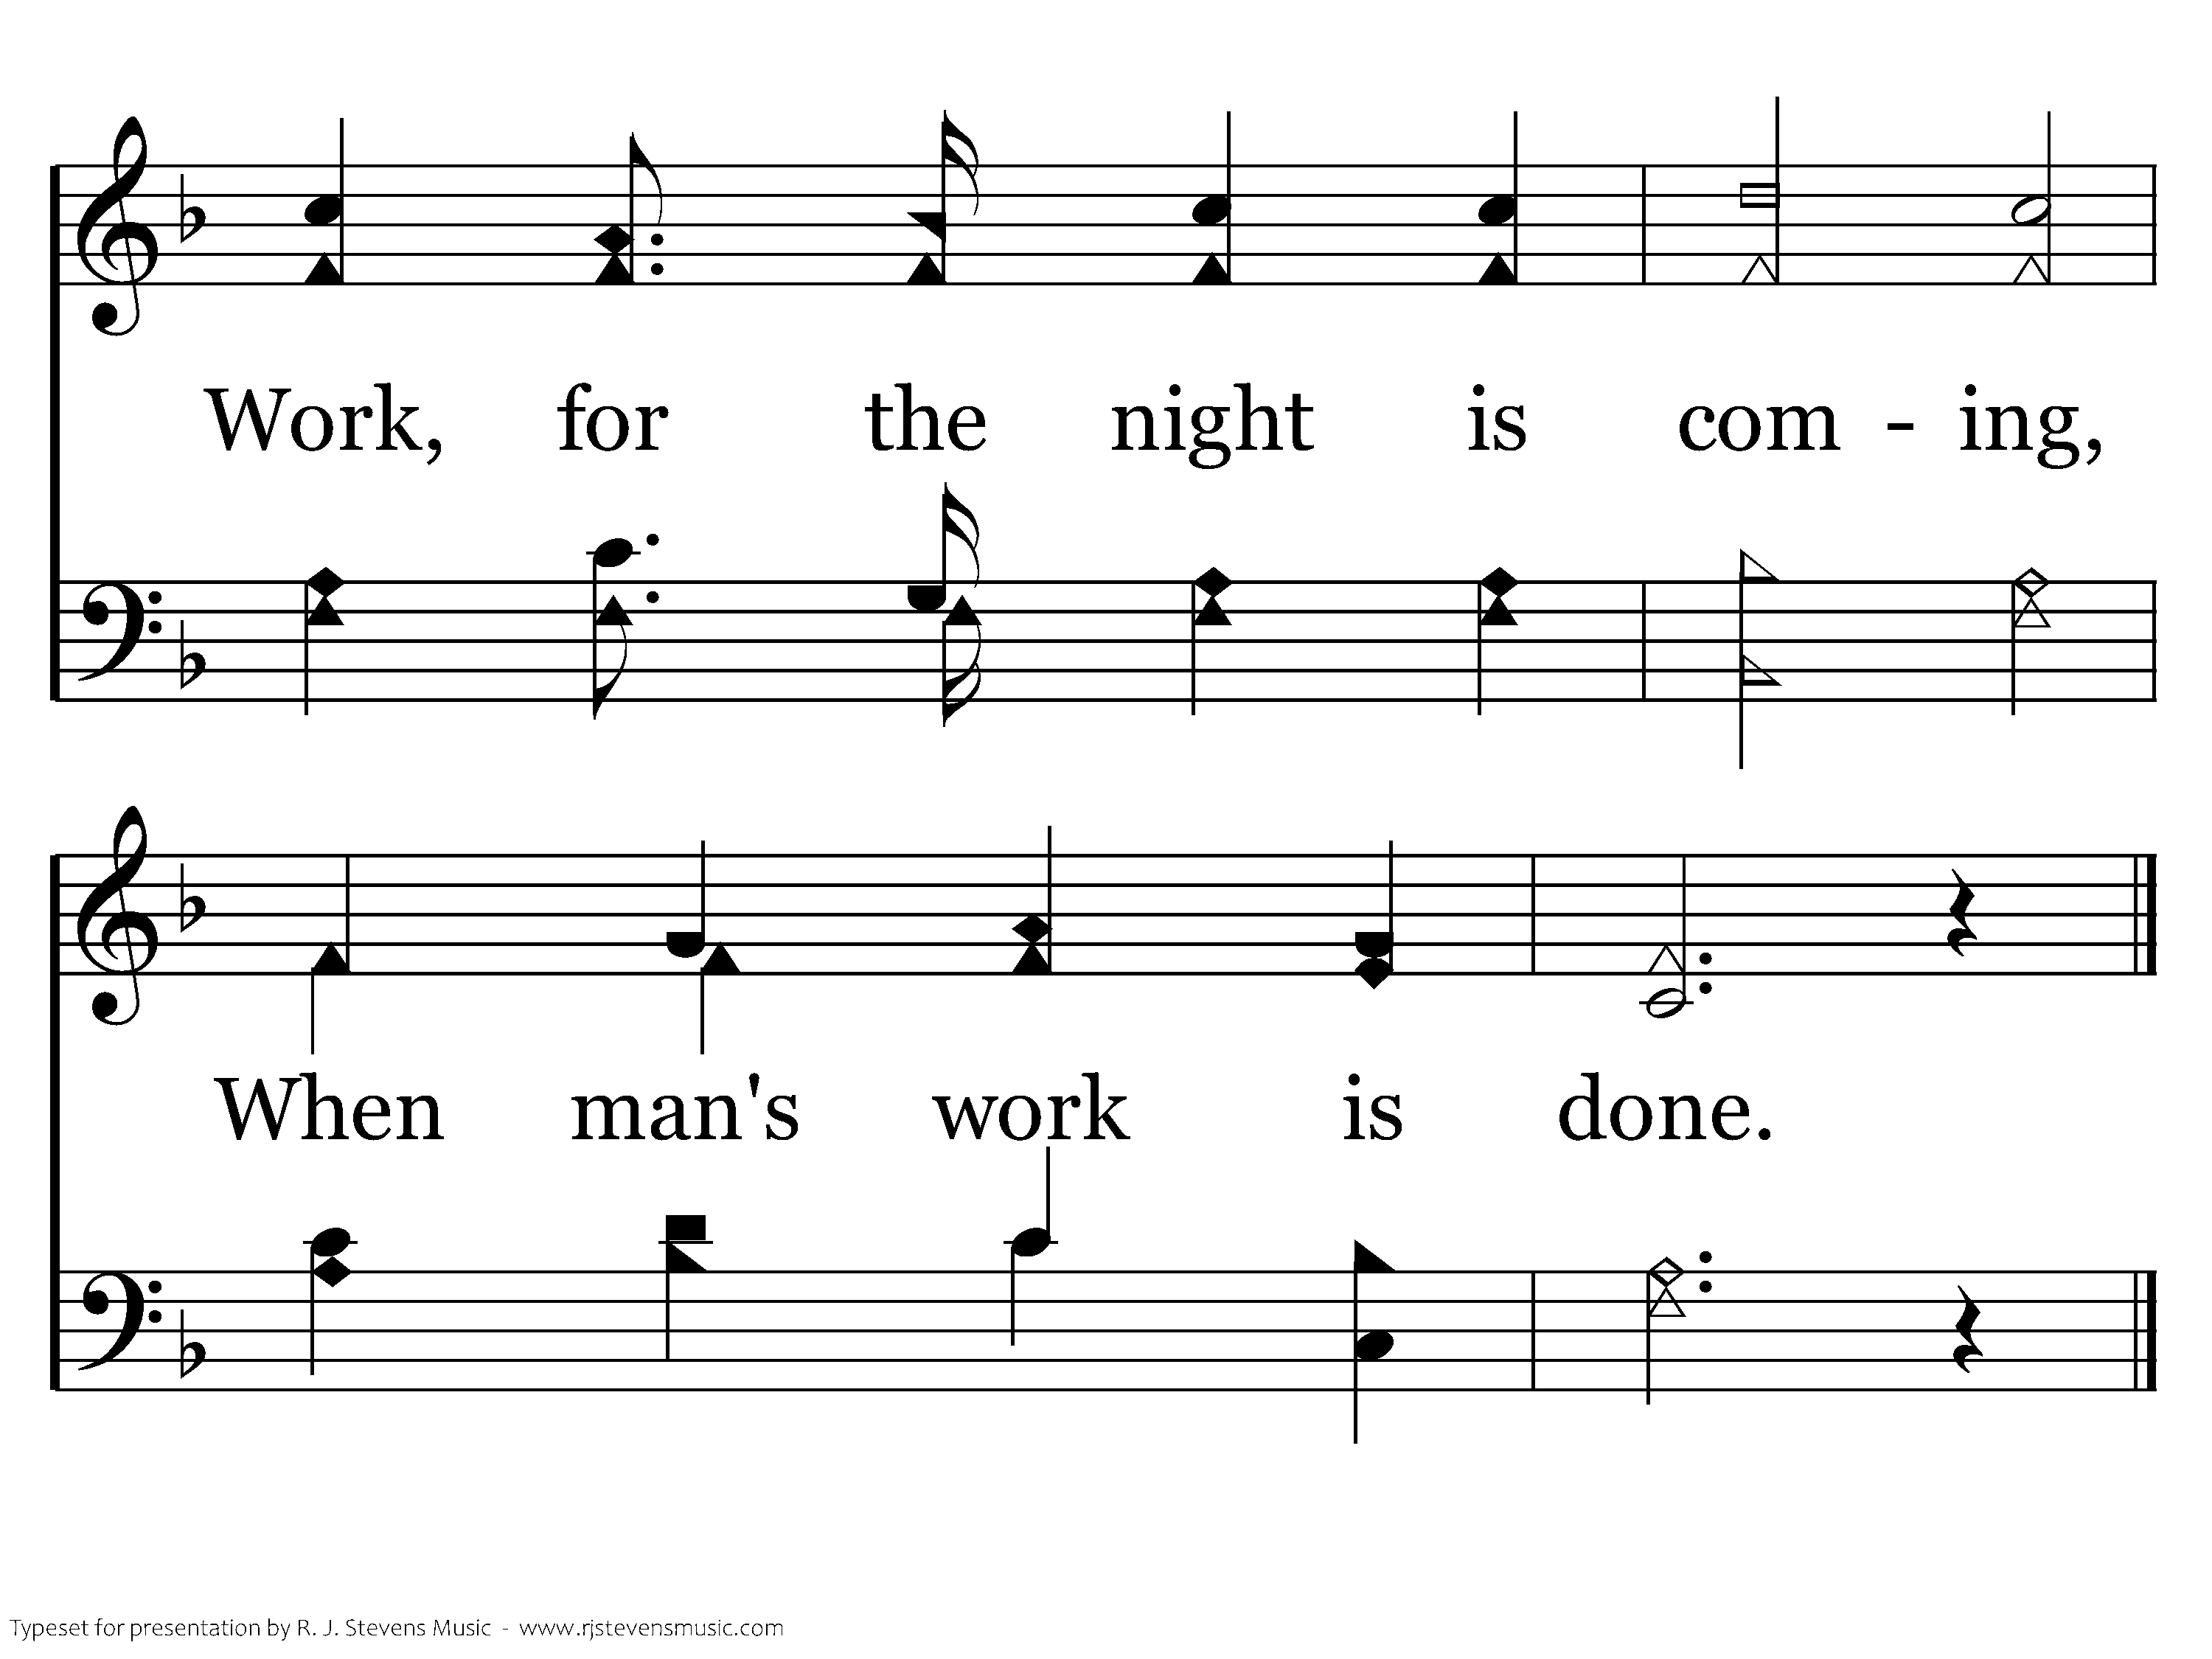 Work, for the night is com - ing,
When man's work is done.
Typeset for presentation by R. J. Stevens Music - www.rjstevensmusic.com